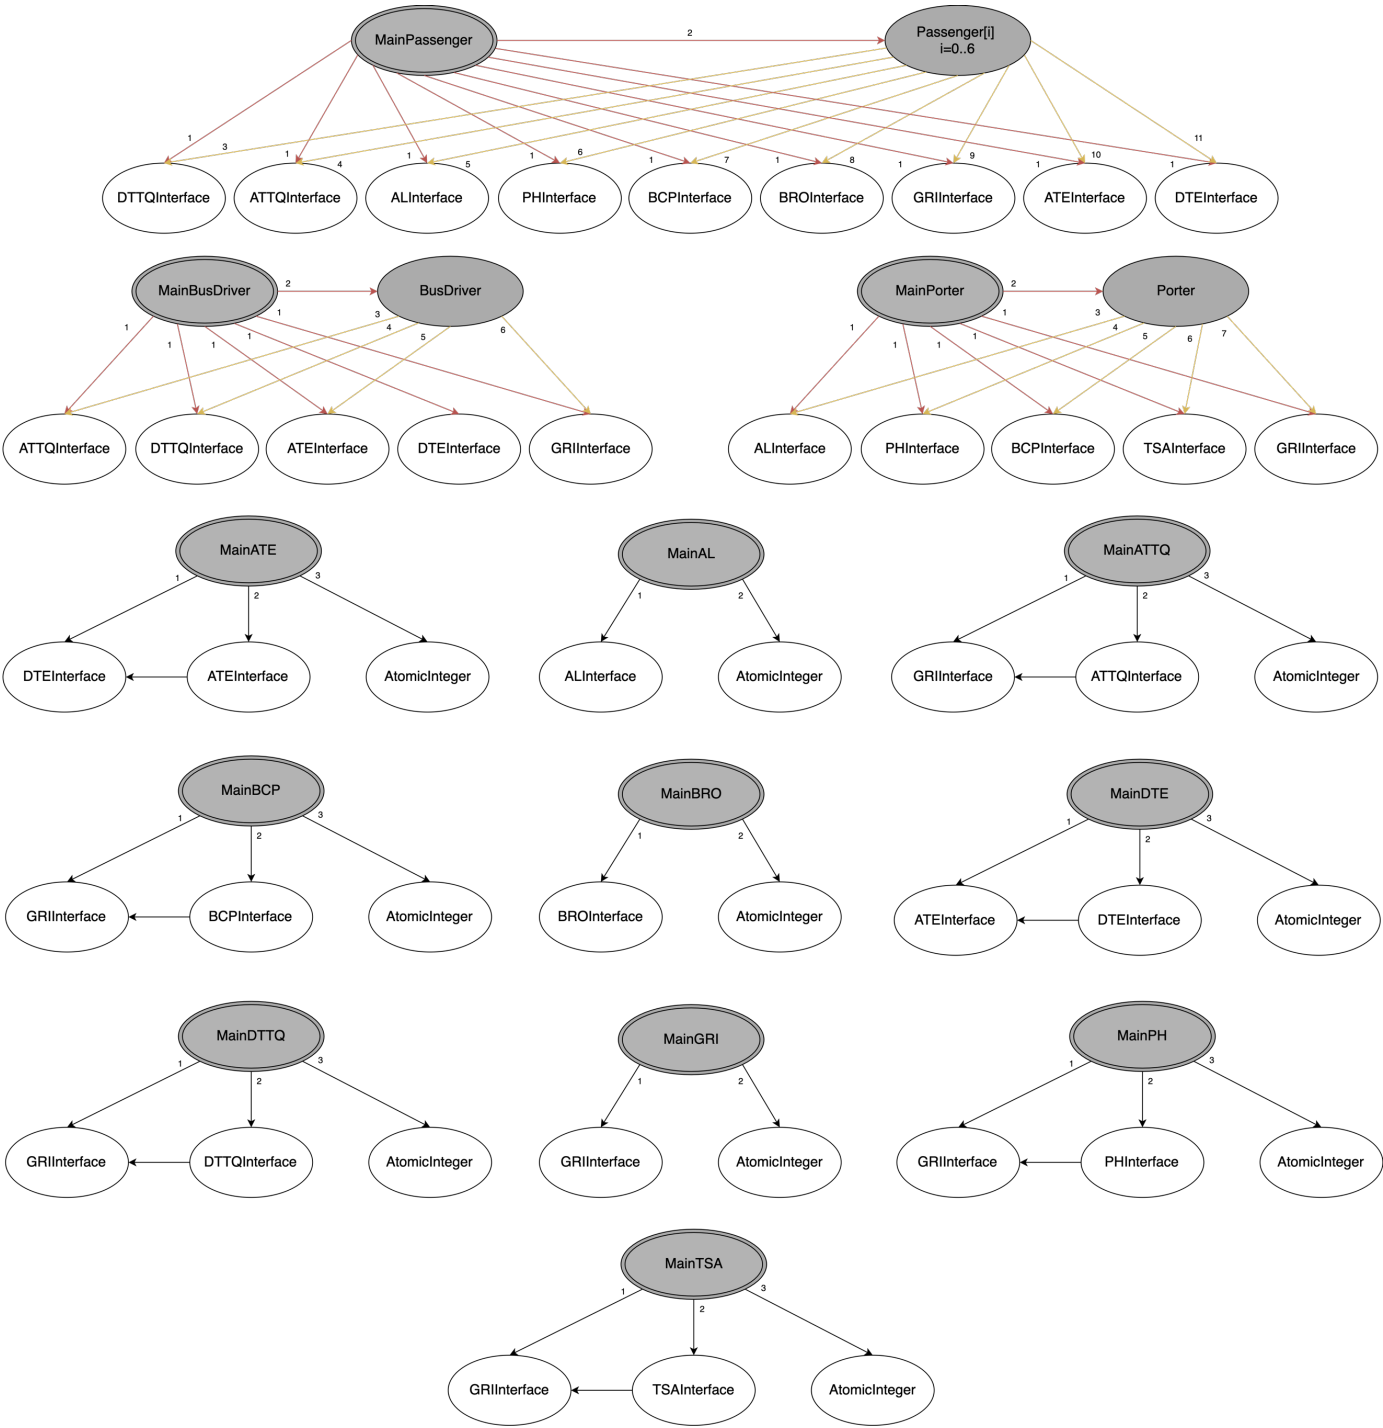 MainPassenger
2
Passenger[i]
i=0..6
1
3
1
4
1
5
1
6
1
7
1
8
1
9
1
10
1
11
DTTQInterface
ATTQInterface
ALInterface
PHInterface
BCPInterface
BROInterface
GRIInterface
ATEInterface
DTEInterface
MainBusDriver
2
BusDriver
1
1
1
1
1
3
4
5
6
ATTQInterface
DTTQInterface
ATEInterface
DTEInterface
GRIInterface
MainPorter
2
Porter
1
1
1
1
1
3
4
5
6
7
ALInterface
PHInterface
BCPInterface
TSAInterface
GRIInterface
MainATE
1
2
3
DTEInterface
ATEInterface
AtomicInteger
MainAL
1
2
ALInterface
AtomicInteger
MainATTQ
1
2
3
GRIInterface
ATTQInterface
AtomicInteger
MainBCP
1
2
3
GRIInterface
BCPInterface
AtomicInteger
MainBRO
1
2
BROInterface
AtomicInteger
MainDTE
1
2
3
ATEInterface
DTEInterface
AtomicInteger
MainDTTQ
1
2
3
GRIInterface
DTTQInterface
AtomicInteger
MainGRI
1
2
GRIInterface
AtomicInteger
MainPH
1
2
3
GRIInterface
PHInterface
AtomicInteger
MainTSA
1
2
3
GRIInterface
TSAInterface
AtomicInteger